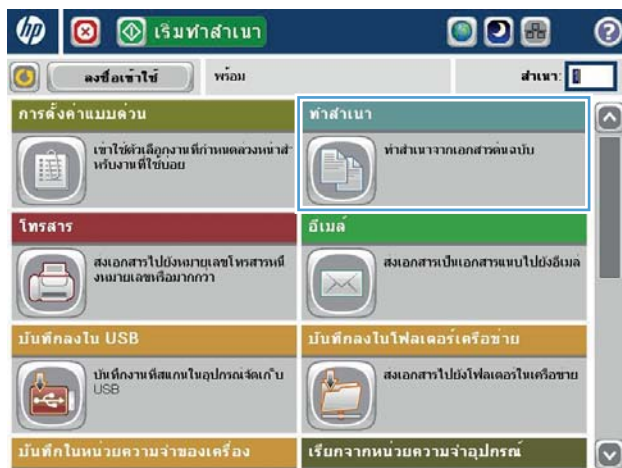 hp เริ่มทำสำเนา ?
ลงชื่อเข้าใช้ พร้อม สำเนา:
การตั้งค่าแบบด่วน
เข้าใช้ตัวเลือกงานที่กำหนดล่วงหน้าสำ
หรับงานที่ใช้บ่อย
ทำสำเนา
ทำสำเนาจากเอกสารต้นฉบับ
โทรสาร
ส่งเอกสารไปยังหมายเลขโทรสารหนึ่
งหมายเลขหรือมากกว่า
อีเมล
ส่งเอกสารเป็นเอกสารแนบไปยังอีเมล
บันทึกลงใน USB
บันทึกงานที่สแกนในอุปกรณ์จัดเก็บ
USB
บันทึกลงในโฟลเดอร์เครือข่าย
ส่งเอกสารไปยังโฟลเดอร์ในเครือข่าย
บันทึกในหน่วยความจำของเครื่อง
เรียกจากหน่วยความจำอุปกรณ์